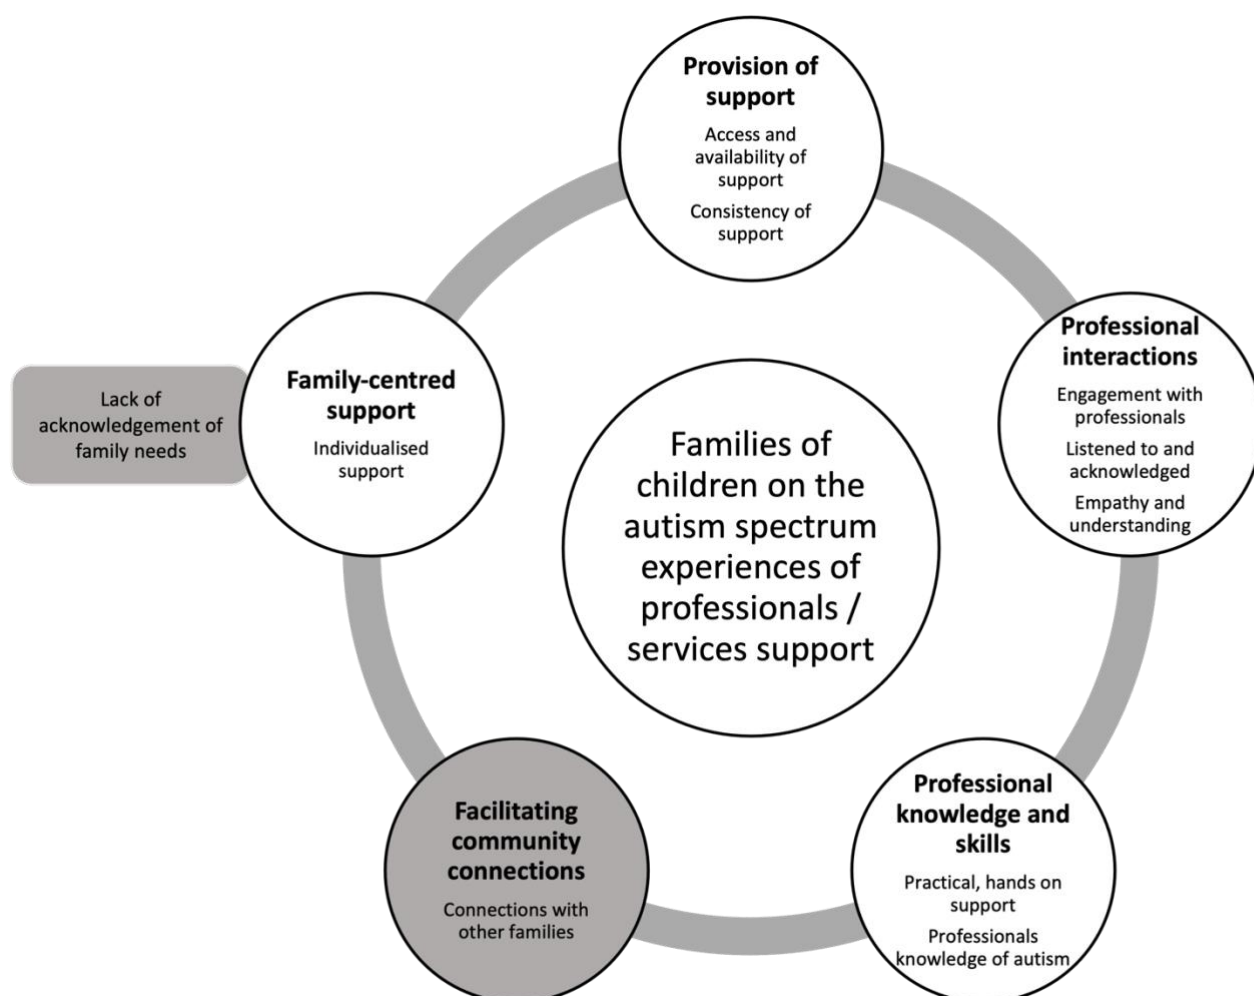 Provision of
support
Access and
availability of
support
Consistency of
support
Professional
interactions
Engagement with
professionals
Listened to and
acknowledged
Empathy and
understanding
Family-centred
support
Individualised
support
Lack of
acknowledgement of
family needs
Families of
children on the
autism spectrum
experiences of
professionals /
services support
Facilitating
community
connections
Connections with
other families
Professional
knowledge and
skills
Practical, hands on
support
Professionals
knowledge of autism